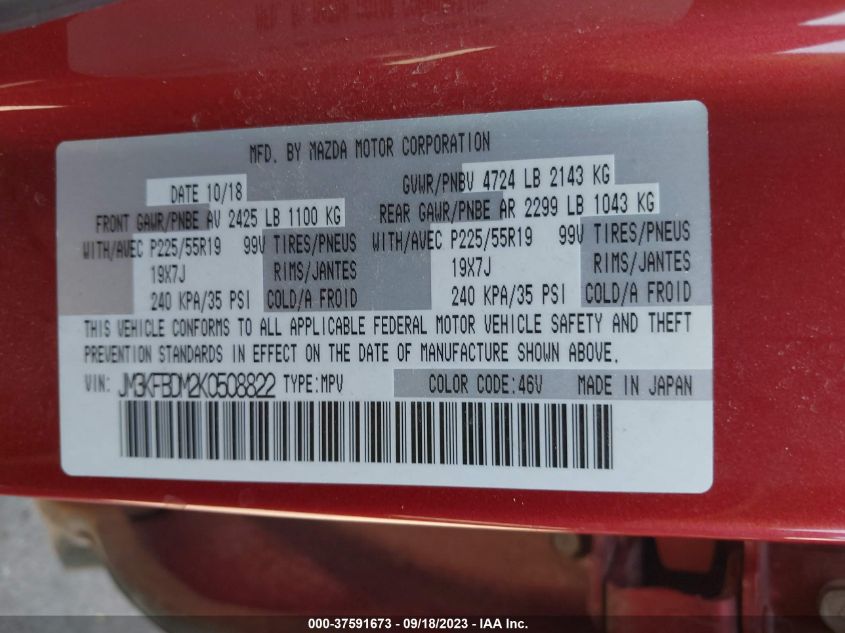 MFD. BY MAZDA MOTOR CORPORATION
DATE 10/18 GVWR/PNBV 4724 LB 2143 KG
FRONT GAWR/PNBE AV 2425 LB 1100 KG REAR GAWR/PNBE AR 2299 LB 1043 KG
WITH/AVEC P225/55R19 99V TIRES/PNEUS WITH/AVEC P225/55R19 99V TIRES/PNEUS
19X7J RIMS/JANTES 19X7J RIMS/JANTES
240 KPA/35 PSI COLD/A FROID 240 KPA/35 PSI COLD/A FROID
THIS VEHICLE CONFORMS TO ALL APPLICABLE FEDERAL MOTOR VEHICLE SAFETY AND THEFT
PREVENTION STANDARDS IN EFFECT ON THE DATE OF MANUFACTURE SHOWN ABOVE.
VIN: JM3KFBDM2K0508822 TYPE:MPV COLOR CODE:46V MADE IN JAPAN
000-37591673 - 09/18/2023 - IAA Inc.